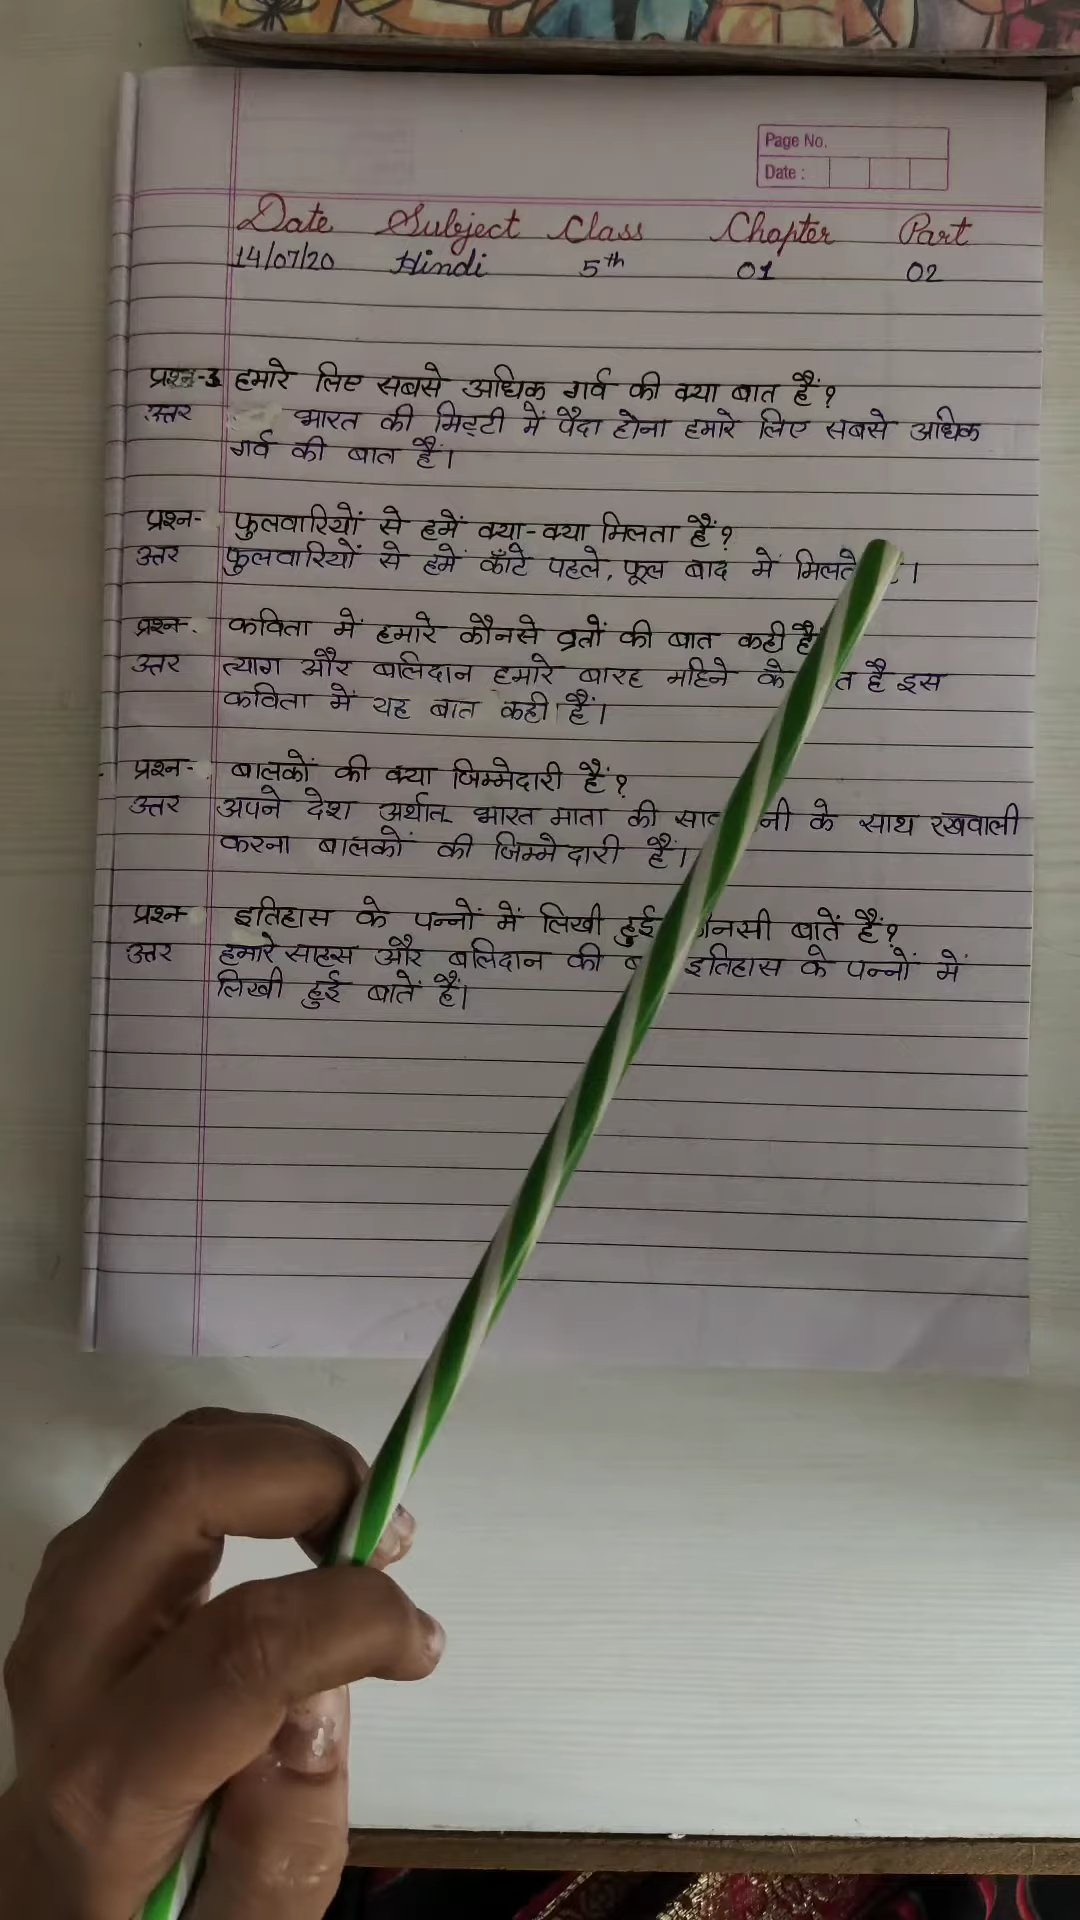 Page No.
Date :
Date Subject Class Chapter Part
14/07/20 Hindi 5th 01 02
प्रश्न-3 हमारे लिए सबसे अधिक गर्व की क्या बात हैं?
उत्तर भारत की मिट्टी में पैदा होना हमारे लिए सबसे अधिक
गर्व की बात हैं।
प्रश्न- फुलवारियों से हमें क्या-क्या मिलता हैं?
उत्तर फुलवारियों से हमें काँटे पहले, फूल बाद में मिलते ।
प्रश्न- कविता में हमारे कौनसे व्रतों की बात कही हैं
उत्तर त्याग और बलिदान हमारे बारह महिने के त है इस
कविता में यह बात कही हैं।
प्रश्न- बालकों की क्या जिम्मेदारी हैं?
उत्तर अपने देश अर्थात भारत माता की सा नी के साथ रखवाली
करना बालकों की जिम्मेदारी हैं।
प्रश्न इतिहास के पन्नों में लिखी हुई नसी बातें हैं?
उत्तर हमारे साहस और बलिदान की इतिहास के पन्नों में
लिखी हुई बातें हैं।